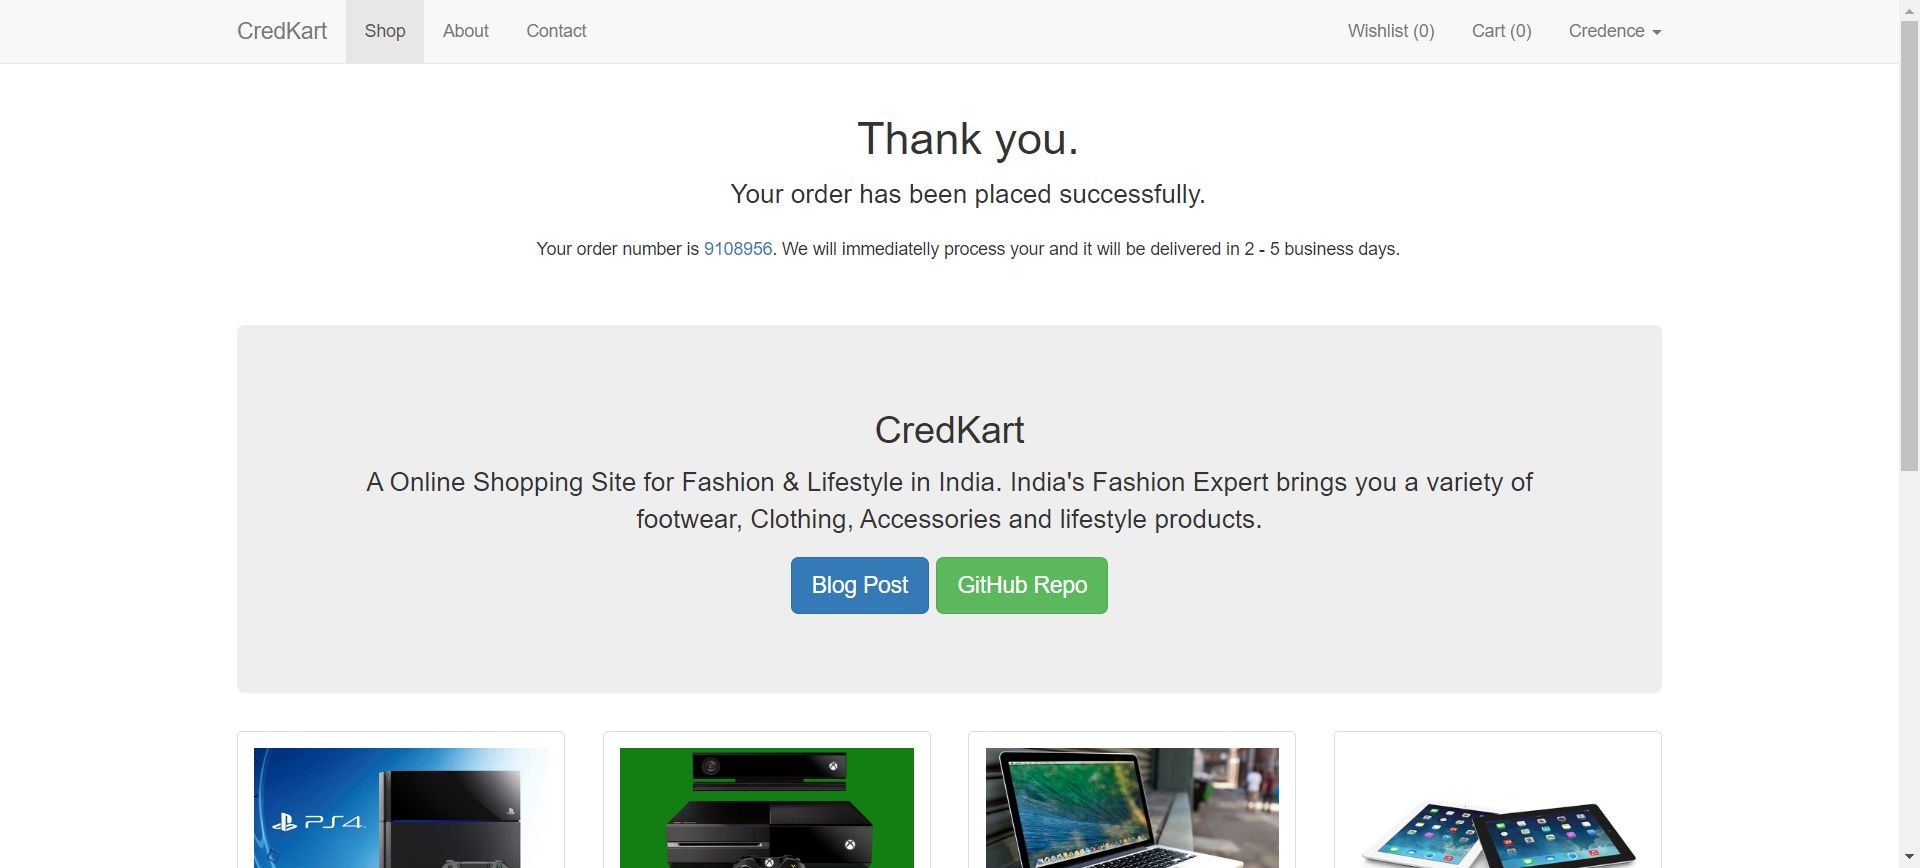 CredKart Shop About Contact Wishlist (0) Cart (0) Credence
Thank you.
Your order has been placed successfully.
Your order number is 9108956. We will immediatelly process your and it will be delivered in 2 - 5 business days.
CredKart
A Online Shopping Site for Fashion & Lifestyle in India. India's Fashion Expert brings you a variety of
footwear, Clothing, Accessories and lifestyle products.
Blog Post GitHub Repo
PS4